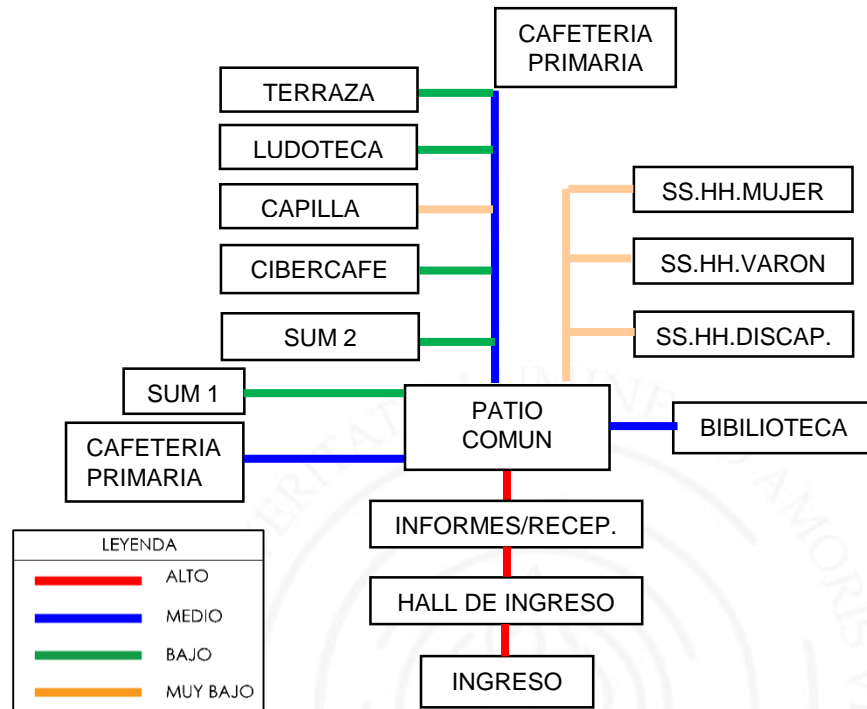 CAFETERIA
PRIMARIA
TERRAZA
LUDOTECA
CAPILLA
SS.HH.MUJER
CIBERCAFE
SS.HH.VARON
SUM 2
SS.HH.DISCAP.
SUM 1
PATIO
COMUN
BIBILIOTECA
CAFETERIA
PRIMARIA
INFORMES/RECEP.
HALL DE INGRESO
INGRESO
LEYENDA
ALTO
MEDIO
BAJO
MUY BAJO